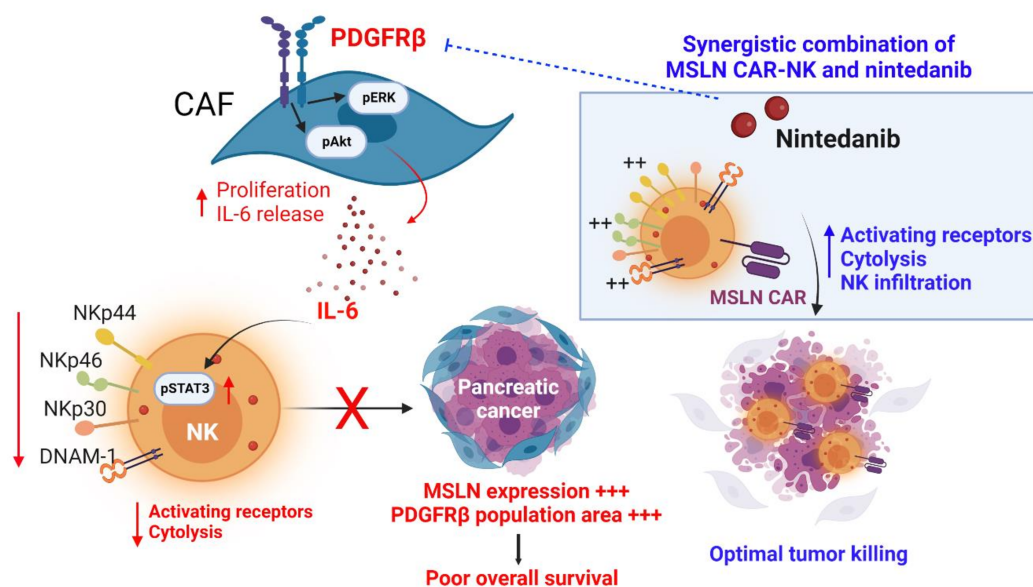 PDGFRβ
CAF
pERK
pAkt
Proliferation
IL-6 release
IL-6
Synergistic combination of
MSLN CAR-NK and nintedanib
Nintedanib
++
++
++
MSLN CAR
Activating receptors
Cytolysis
NK infiltration
NKp44
NKp46
NKp30
DNAM-1
pSTAT3
NK
X
Activating receptors
Cytolysis
Pancreatic
cancer
MSLN expression +++
PDGFRβ population area +++
Poor overall survival
Optimal tumor killing